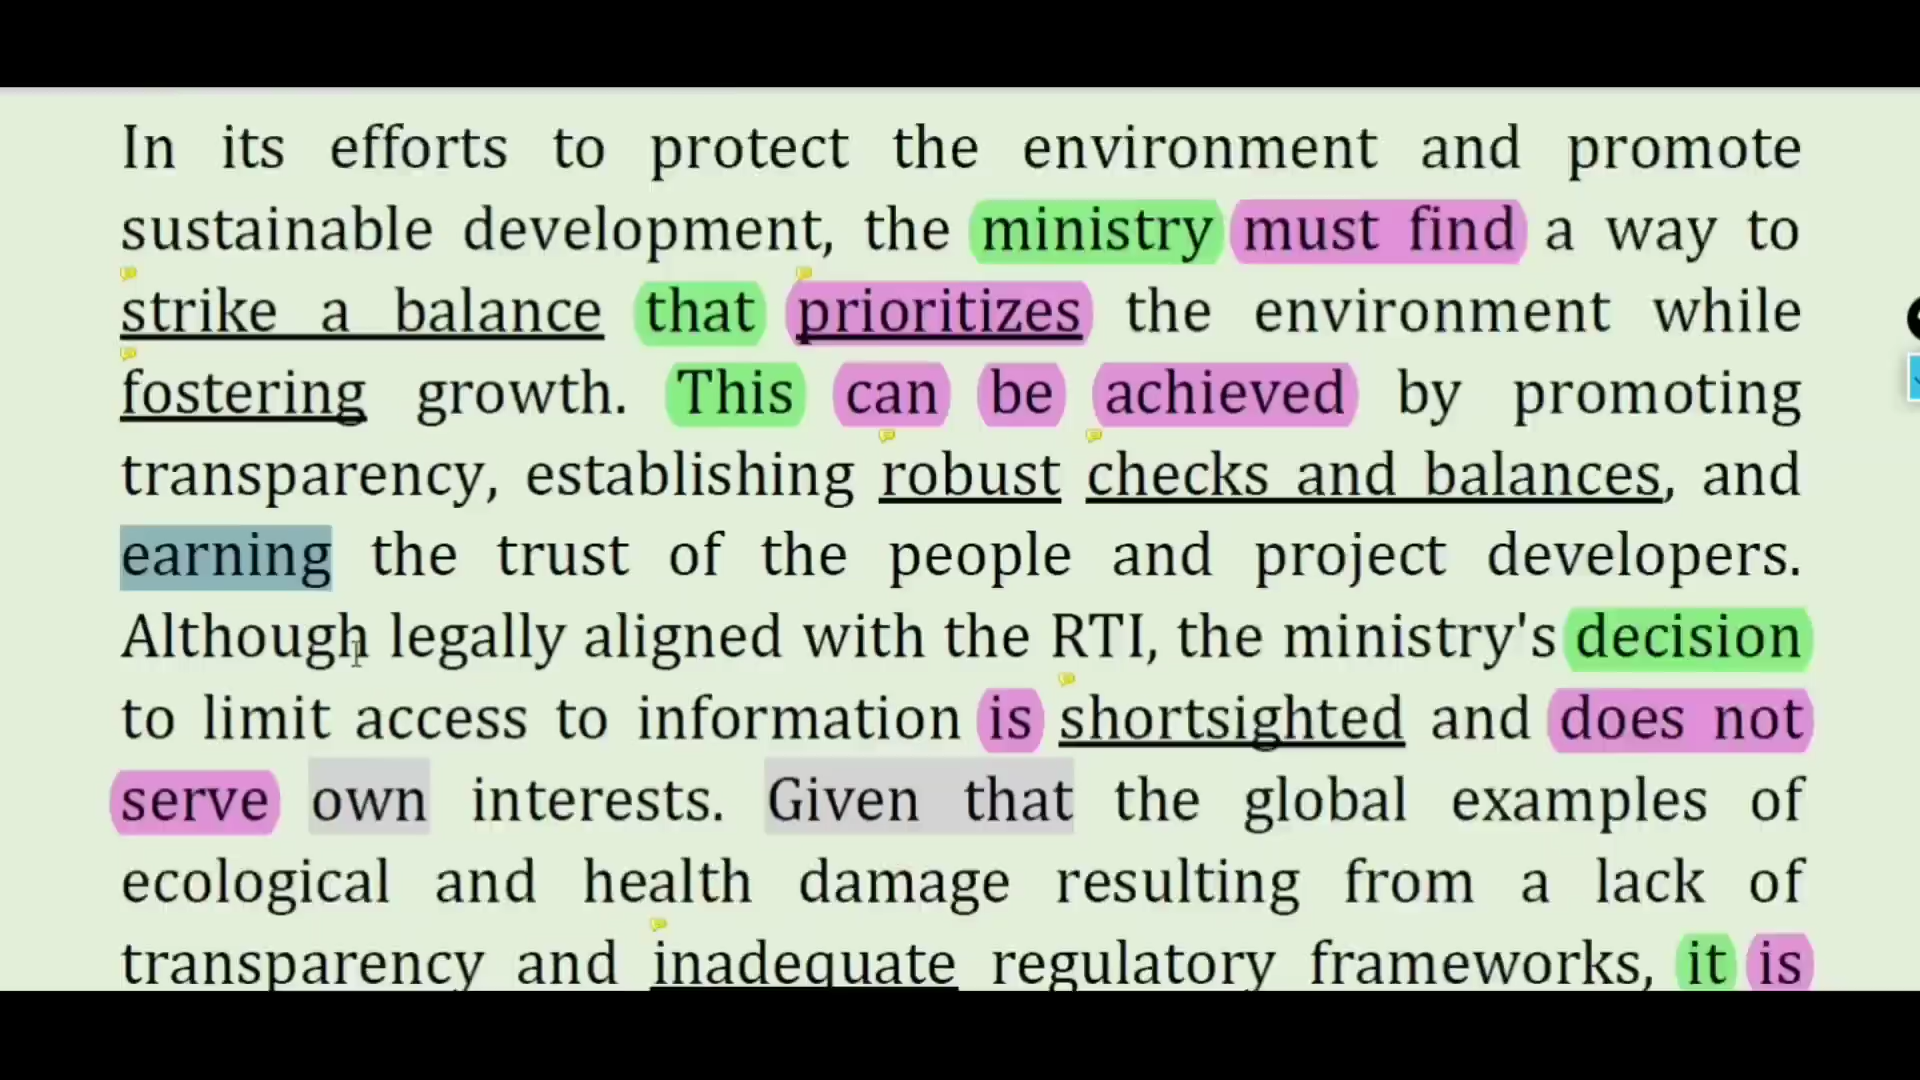 In its efforts to protect the environment and promote
sustainable development, the ministry must find a way to
strike a balance that prioritizes the environment while
fostering growth. This can be achieved by promoting
transparency, establishing robust checks and balances, and
earning the trust of the people and project developers.
Although legally aligned with the RTI, the ministry's decision
to limit access to information is shortsighted and does not
serve own interests. Given that the global examples of
ecological and health damage resulting from a lack of
transparency and inadequate regulatory frameworks, it is